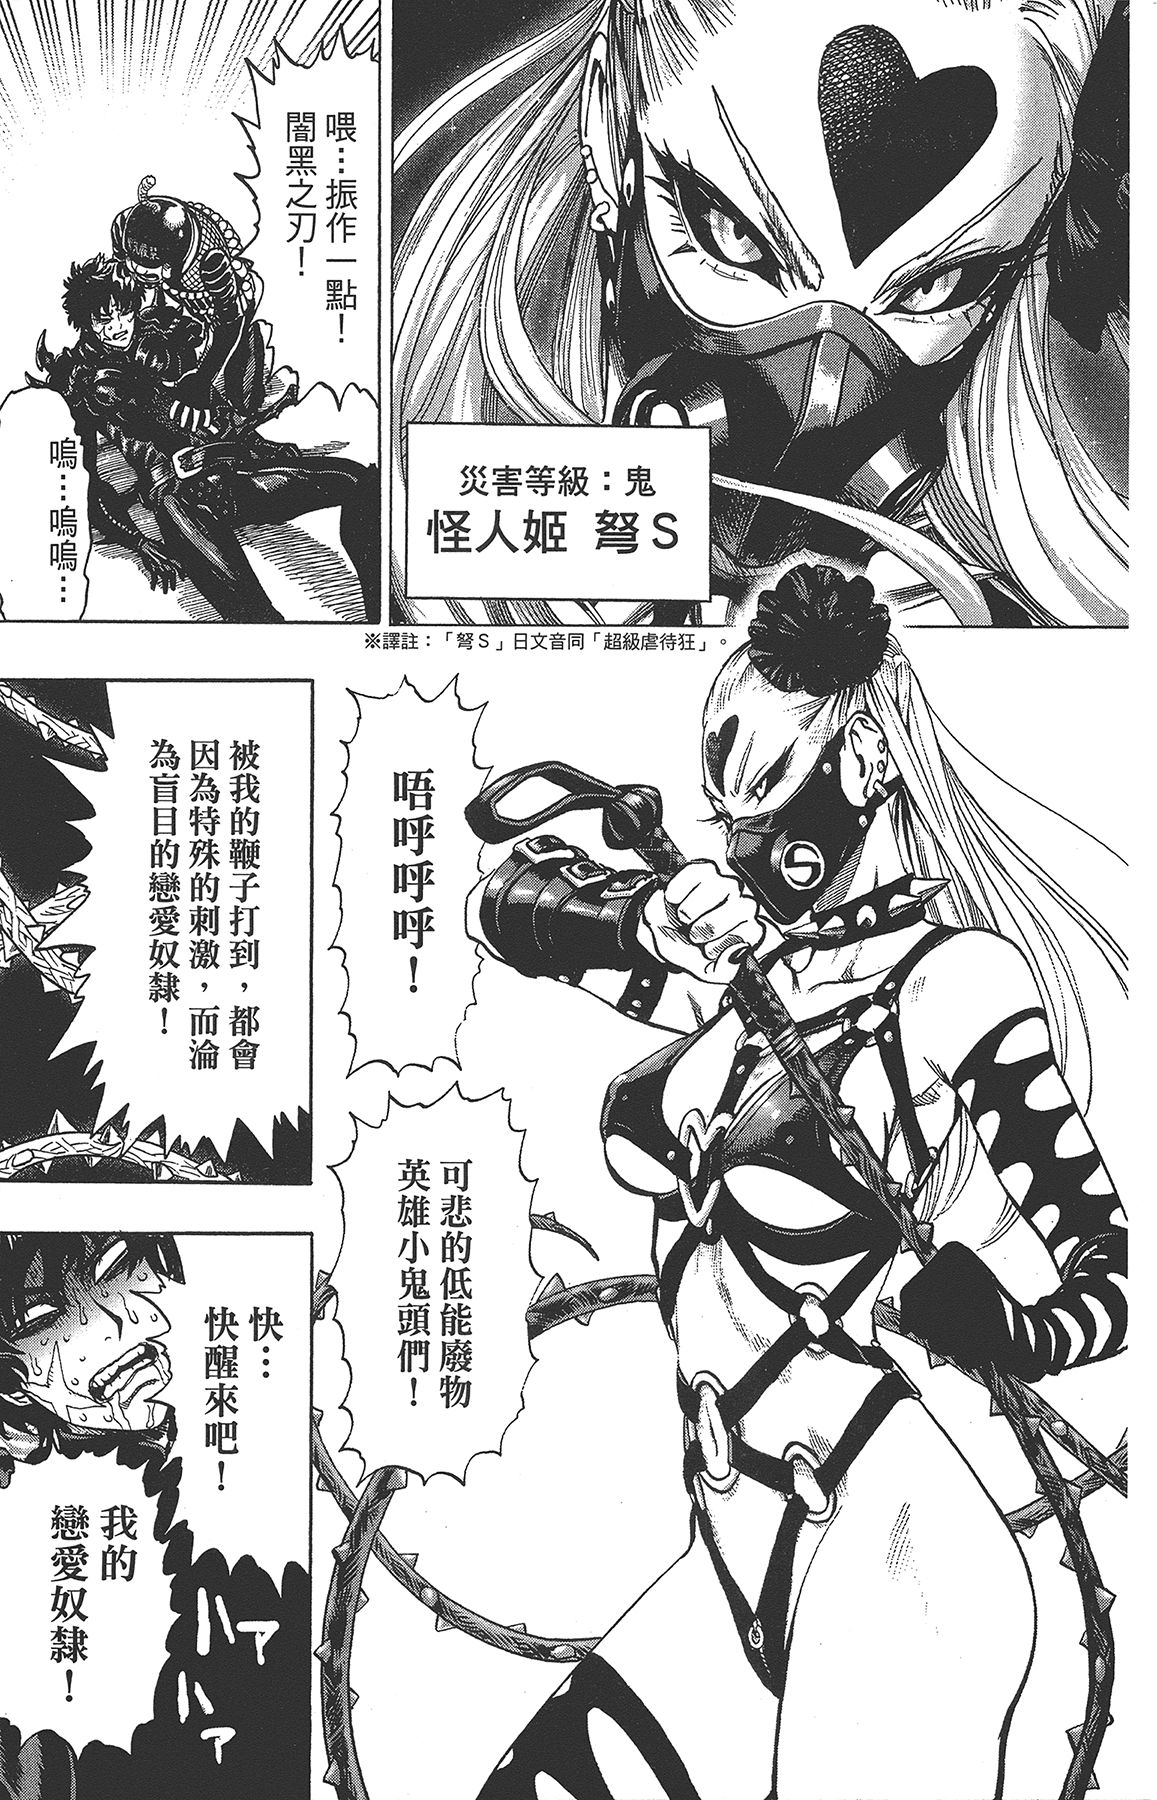 災害等級：鬼
怪人姬 弩S
喂…振作一點！
闇黑之刃！
嗚…嗚嗚…
※譯註：「弩S」日文音同「超級虐待狂」。
唔呼呼呼！
可悲的低能廢物
英雄小鬼頭們！
被我的鞭子打到，都會
因為特殊的刺激，而淪
為盲目的戀愛奴隸！
快…
快醒來吧！
我的
戀愛奴隸！
ハァ
ハァ